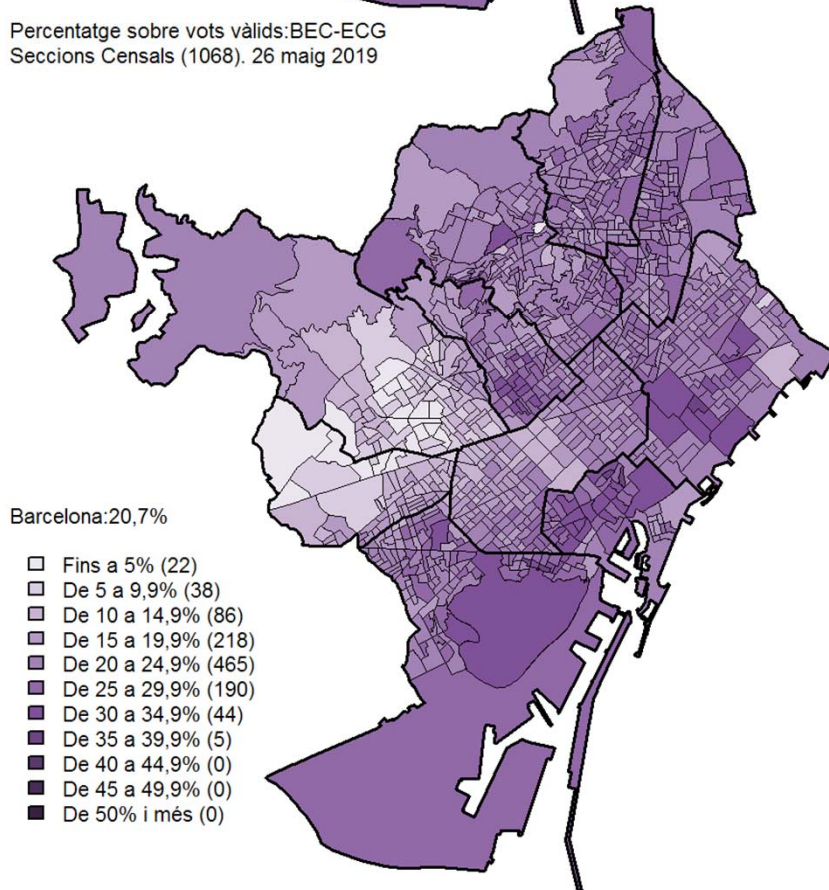 Percentatge sobre vots vàlids:BEC-ECG
Seccions Censals (1068). 26 maig 2019
Barcelona:20,7%
Fins a 5% (22)
De 5 a 9,9% (38)
De 10 a 14,9% (86)
De 15 a 19,9% (218)
De 20 a 24,9% (465)
De 25 a 29,9% (190)
De 30 a 34,9% (44)
De 35 a 39,9% (5)
De 40 a 44,9% (0)
De 45 a 49,9% (0)
De 50% i més (0)